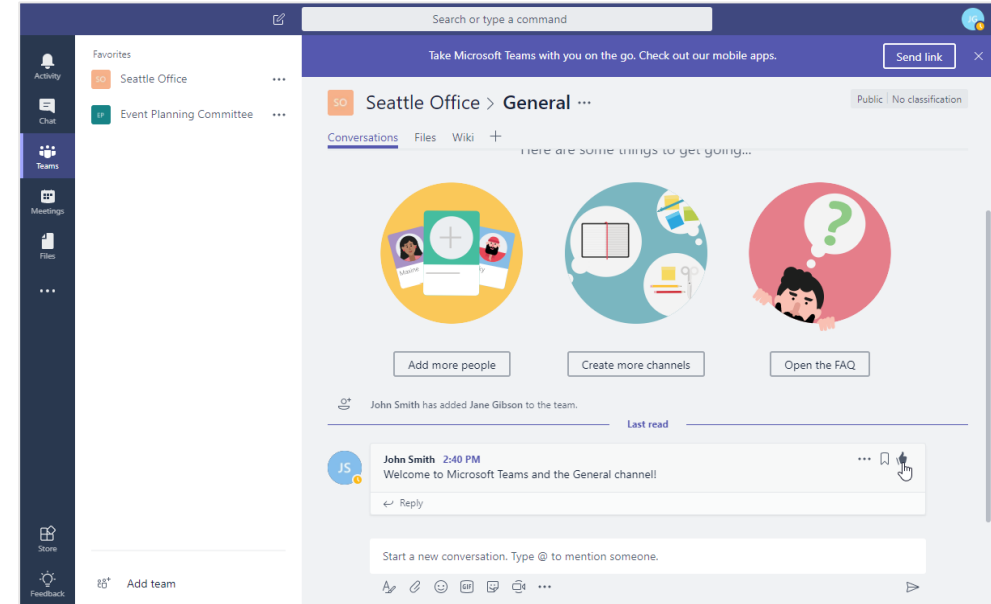 Search or type a command
JG
Activity
Chat
Teams
Meetings
Files
Store
Feedback
Favorites
SO Seattle Office
EP Event Planning Committee
Add team
Take Microsoft Teams with you on the go. Check out our mobile apps.
Send link
SO Seattle Office > General
Public No classification
Conversations Files Wiki
Here are some things to get going...
Maxine
Add more people
Create more channels
Open the FAQ
John Smith has added Jane Gibson to the team.
Last read
JS
John Smith 2:40 PM
Welcome to Microsoft Teams and the General channel!
Reply
Start a new conversation. Type @ to mention someone.
GIF